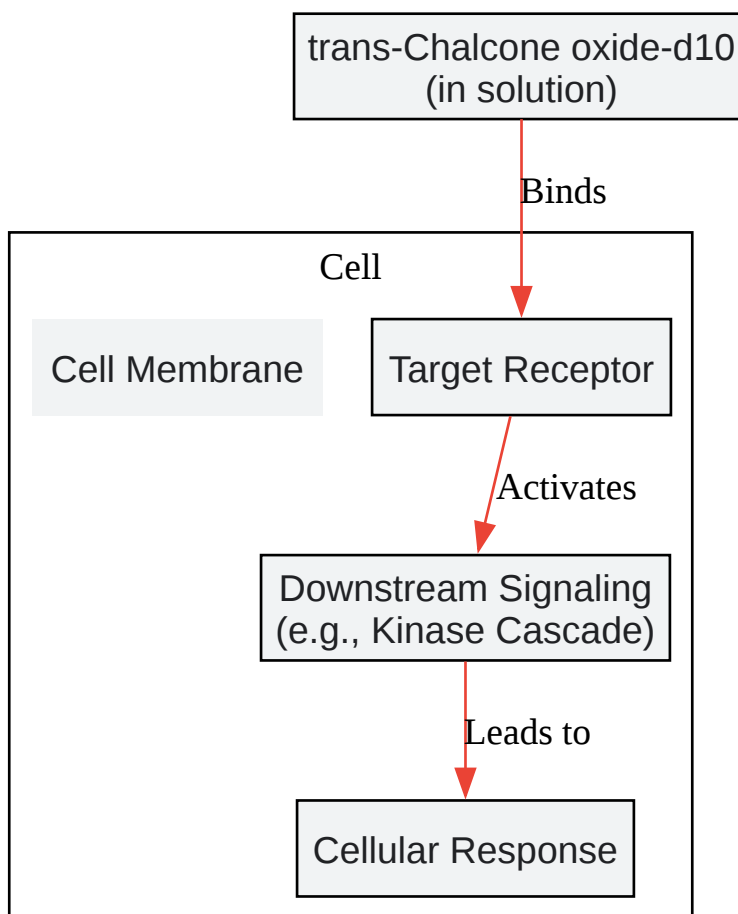 trans-Chalcone oxide-d10
(in solution)
Binds
Cell
Cell Membrane
Target Receptor
Activates
Downstream Signaling
(e.g., Kinase Cascade)
Leads to
Cellular Response